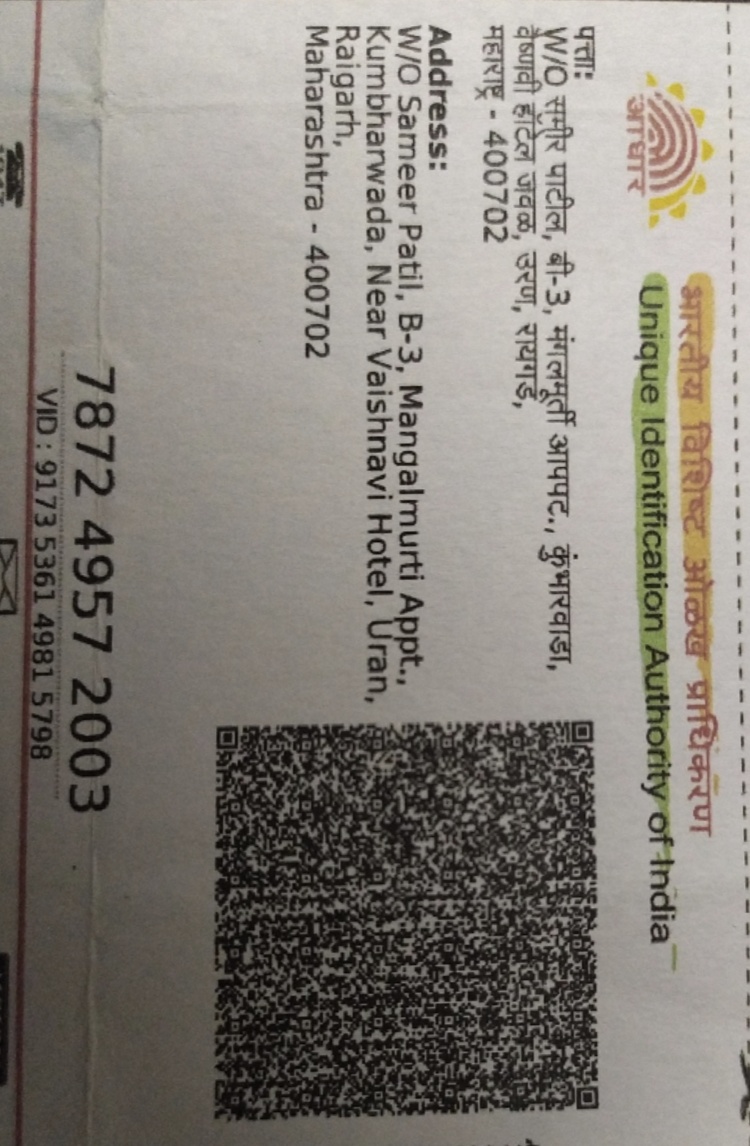 आधार
भारतीय विशिष्ट ओळख प्राधिकरण
Unique Identification Authority of India
पत्ता:
W/O समीर पाटील, बी-3, मंगलमुर्ती आपपट., कुंभारवाडा,
वैष्णवी हॉटेल जवळ, उरण, रायगड,
महाराष्ट्र - 400702
Address:
W/O Sameer Patil, B-3, Mangalmurti Appt.,
Kumbharwada, Near Vaishnavi Hotel, Uran,
Raigarh,
Maharashtra - 400702
7872 4957 2003
VID : 9173 5361 4981 5798